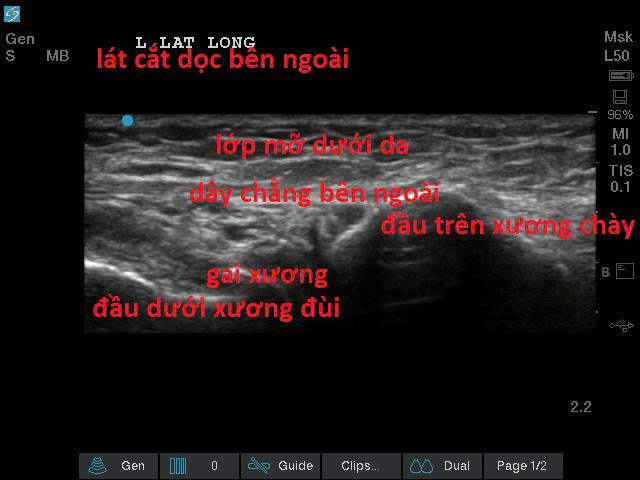 Gen
S MB
L LAT LONG
lát cắt dọc bên ngoài
Msk
L50
96%
MI
1.0
TIS
0.1
lớp mỡ dưới da
dây chằng bên ngoài
đầu trên xương chày
gai xương
đầu dưới xương đùi
B
2.2
Gen 0 Guide Clips... Dual Page 1/2